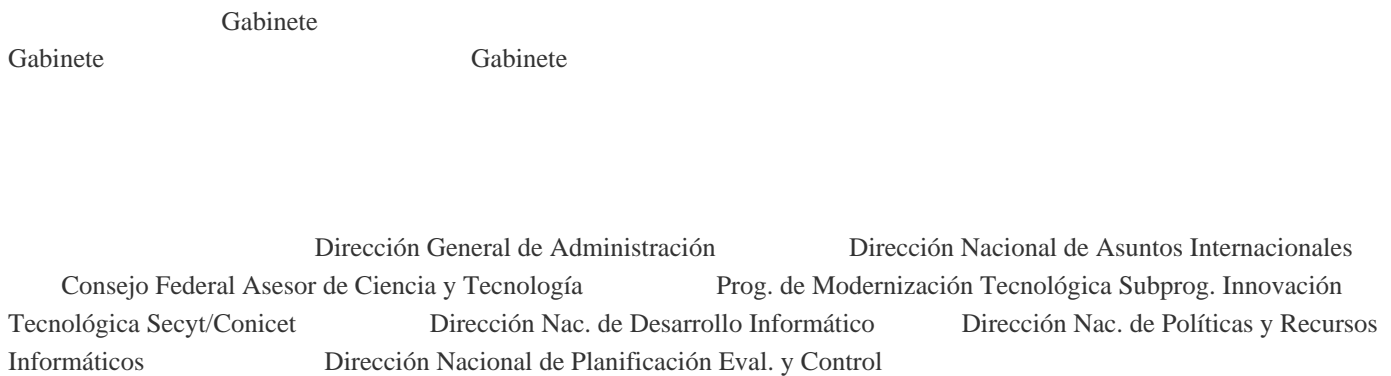 Gabinete
Gabinete Gabinete
Dirección General de Administración Dirección Nacional de Asuntos Internacionales
Consejo Federal Asesor de Ciencia y Tecnología Prog. de Modernización Tecnológica Subprog. Innovación
Tecnológica Secyt/Conicet Dirección Nac. de Desarrollo Informático Dirección Nac. de Políticas y Recursos
Informáticos Dirección Nacional de Planificación Eval. y Control